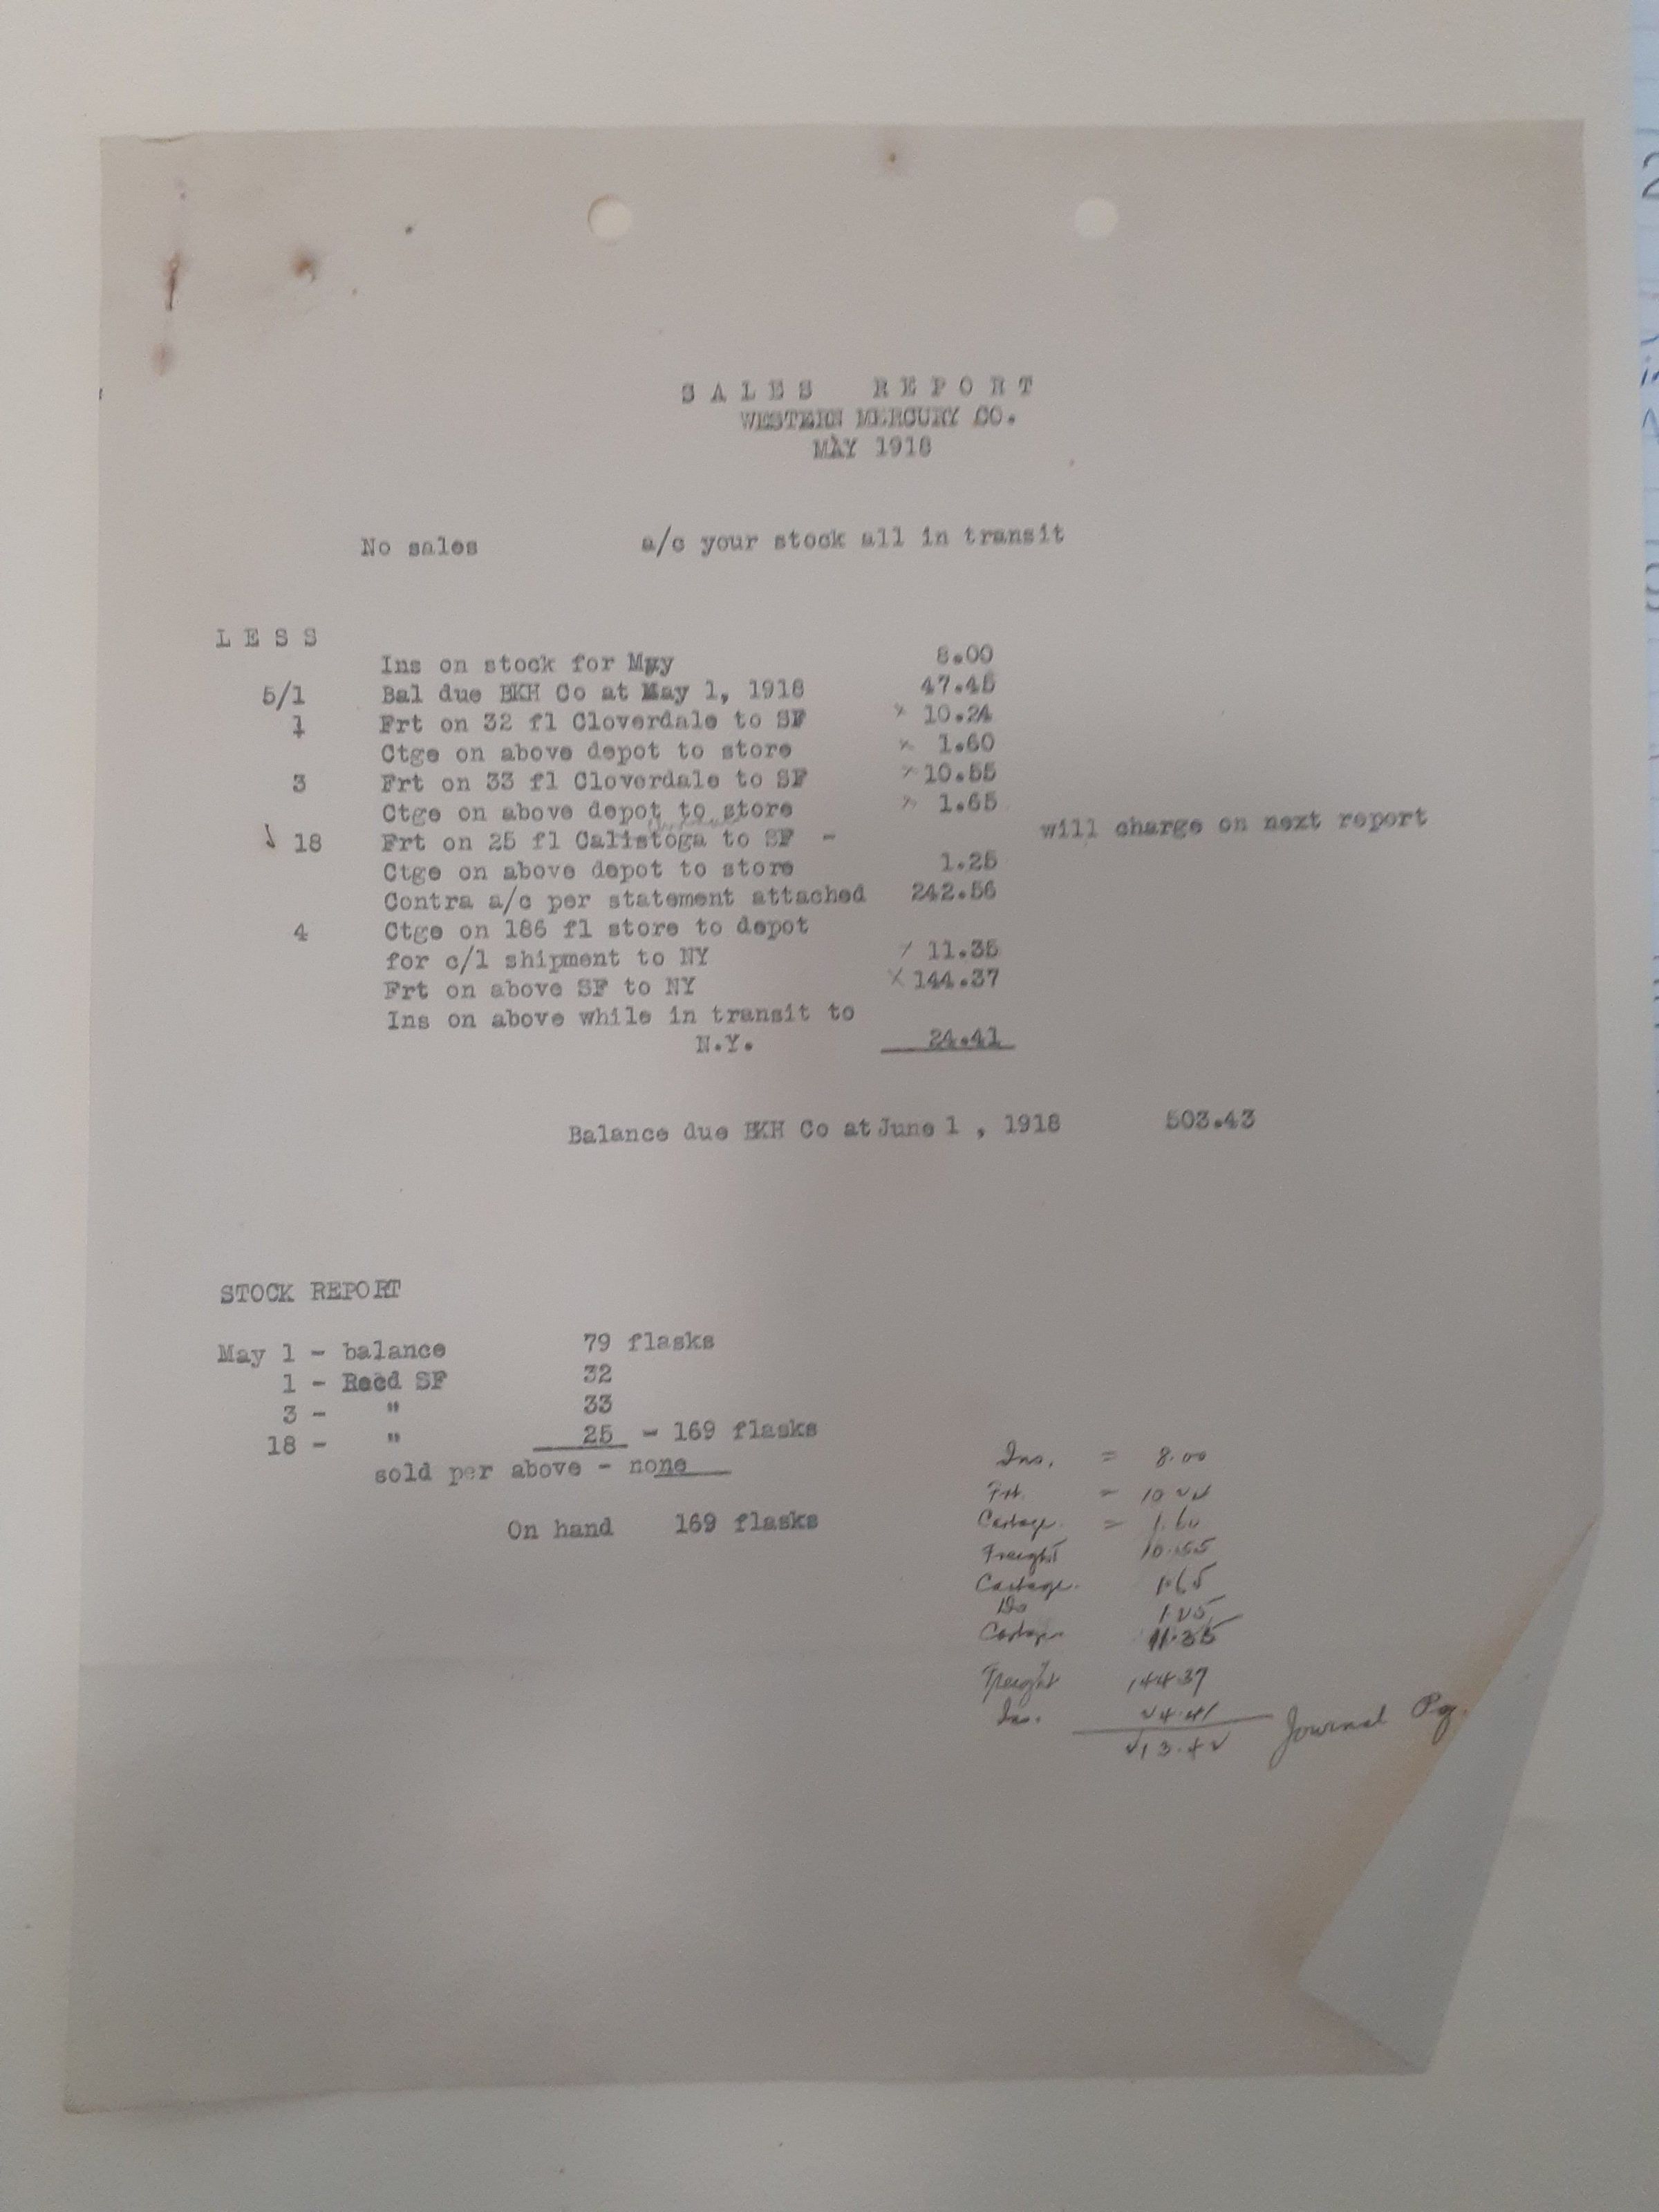 SALES REPORT
WESTERN MERCURY CO.
MAY 1918
No sales a/c your stock all in transit
LESS
Ins on stock for May 8.00
5/1 Bal due BKH Co at May 1, 1918 47.45
1 Frt on 32 fl Cloverdale to SF x 10.24
Ctge on above depot to store x 1.60
3 Frt on 33 fl Cloverdale to SF x 10.55
Ctge on above depot to store x 1.65
✓ 18 Frt on 25 fl Calistoga to SF - will charge on next report
Ctge on above depot to store 1.25
Contra a/c per statement attached 242.56
4 Ctge on 186 fl store to depot
for c/l shipment to NY / 11.35
Frt on above SF to NY X 144.37
Ins on above while in transit to
N.Y. 24.41
Balance due BKH Co at June 1, 1918 503.43
STOCK REPORT
May 1 - balance 79 flasks
1 - Recd SF 32
3 - " 33
18 - " 25 - 169 flasks
sold per above - none
On hand 169 flasks
Ins. = 8.00
Frt. = 10 24
Cartage. = 1.60
Freight 10.55
Cartage. 1.65
Do 1.25
Cartage 11.35
Freight 144 37
Ins. 24.41
213.42 Journal Pg.